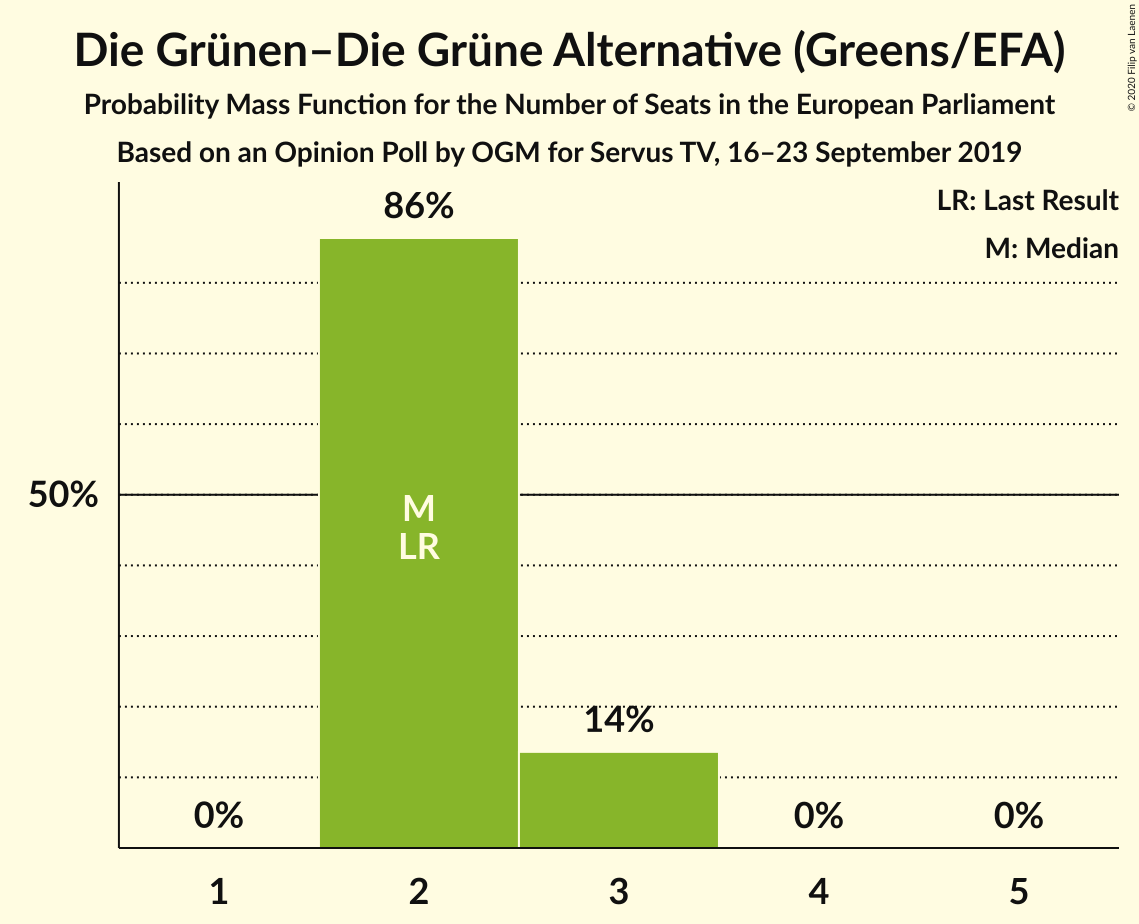 Die Grünen–Die Grüne Alternative (Greens/EFA)
Probability Mass Function for the Number of Seats in the European Parliament
Based on an Opinion Poll by OGM for Servus TV, 16–23 September 2019
© 2020 Filip van Laenen
LR: Last Result
M: Median
86%
50%
M
LR
14%
0%
0%
0%
1
2
3
4
5